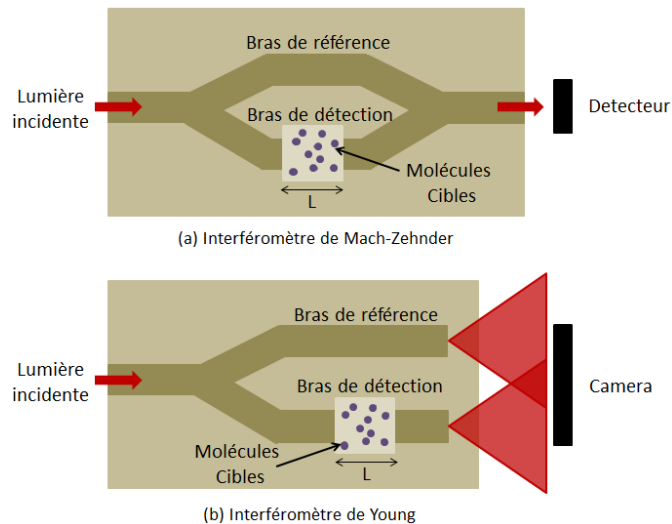 Bras de référence
Lumière
incidente
Bras de détection
Detecteur
Molécules
Cibles
L
(a) Interféromètre de Mach-Zehnder
Bras de référence
Lumière
incidente
Bras de détection
Camera
Molécules
Cibles
L
(b) Interféromètre de Young